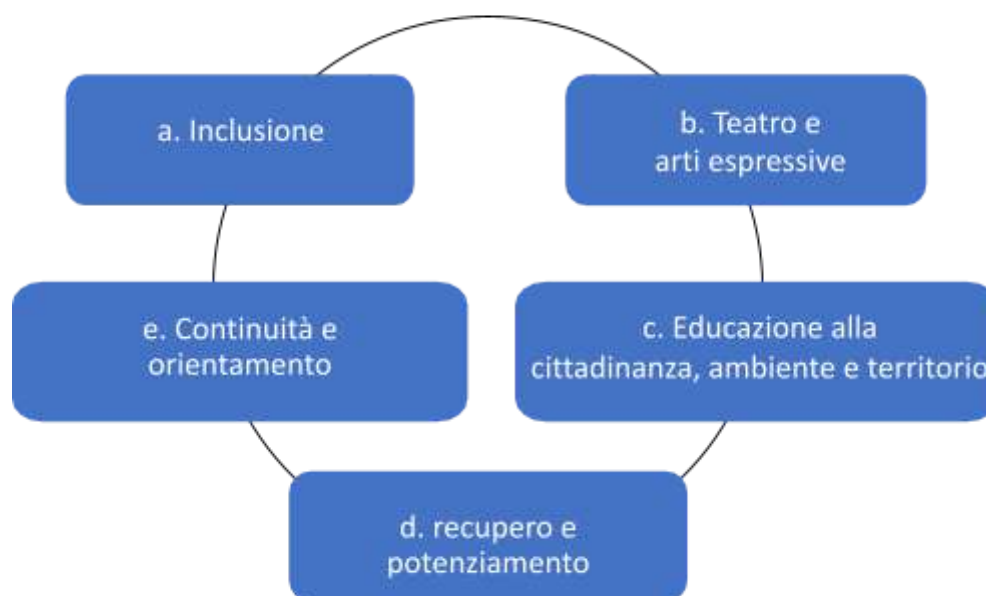 a. Inclusione
b. Teatro e
arti espressive
c. Educazione alla
cittadinanza, ambiente e territorio
d. recupero e
potenziamento
e. Continuità e
orientamento